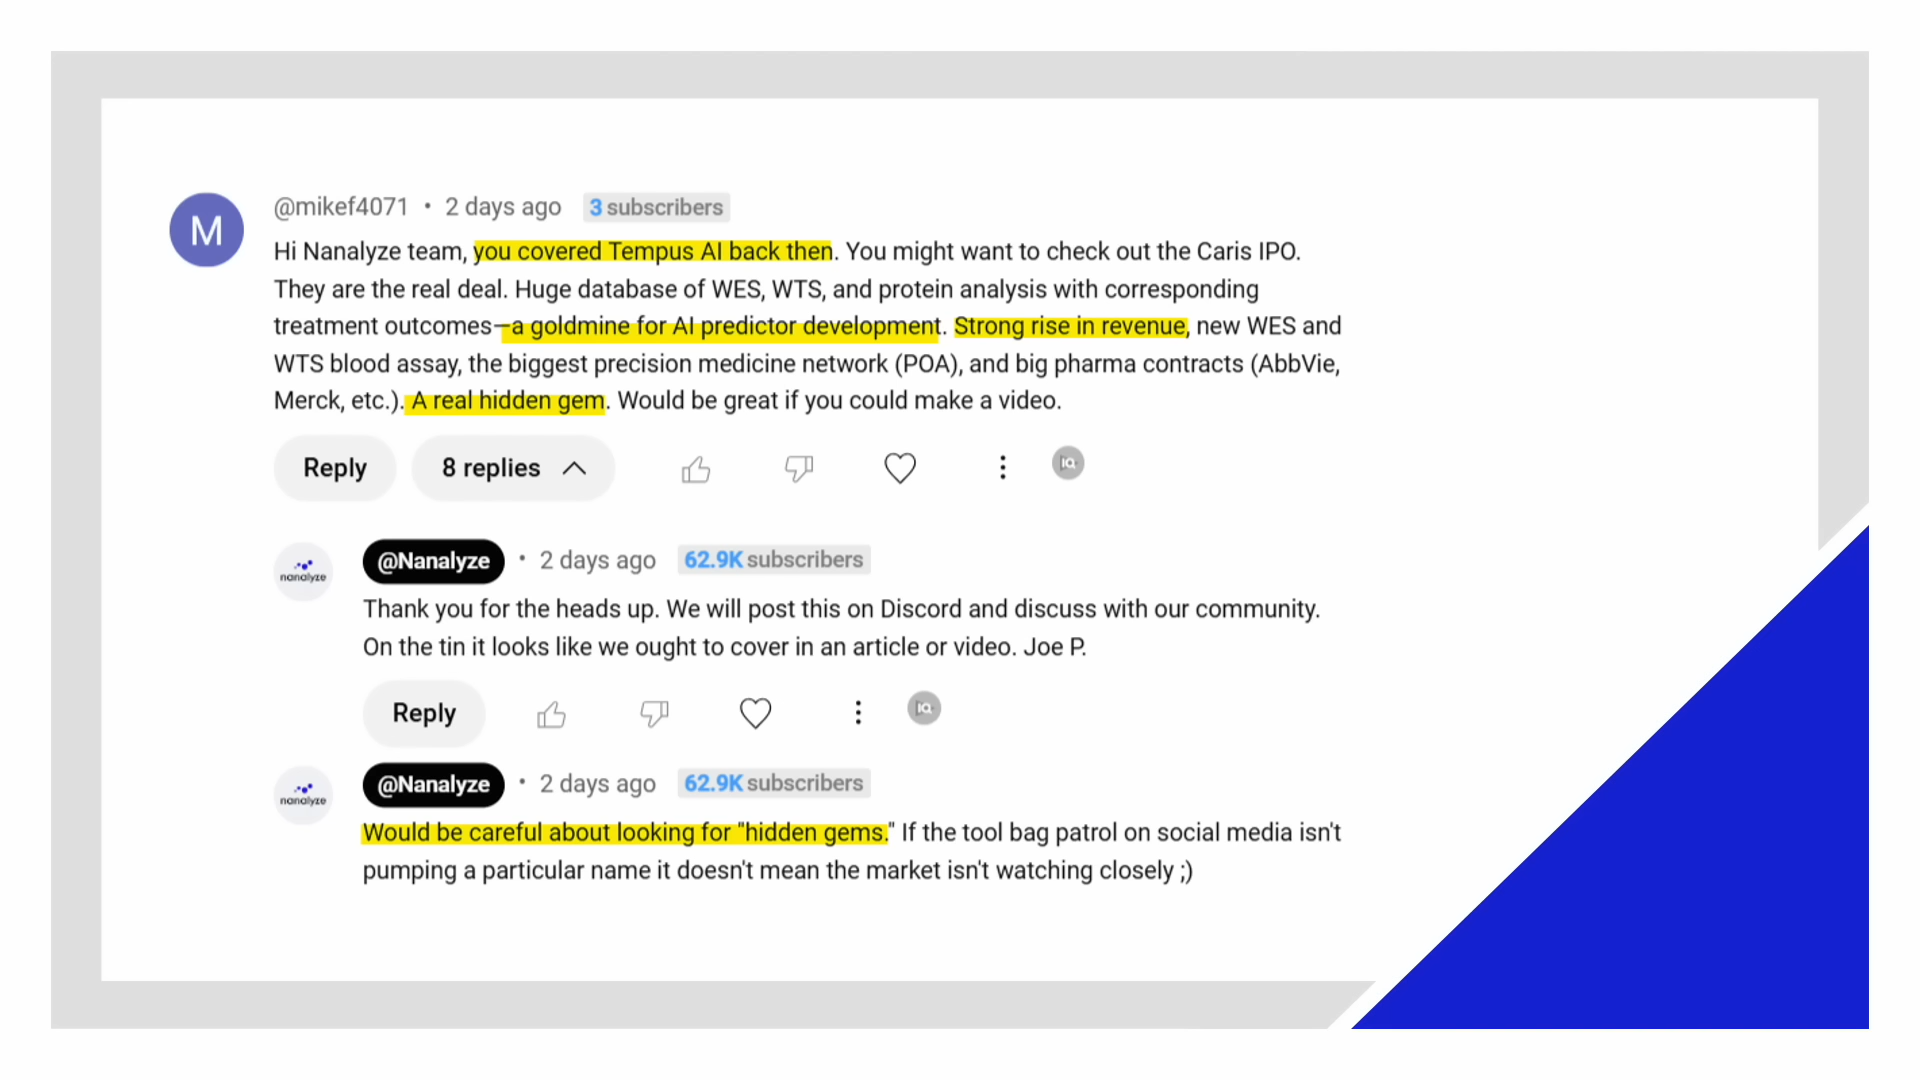 M
@mikef4071 • 2 days ago 3 subscribers
Hi Nanalyze team, you covered Tempus AI back then. You might want to check out the Caris IPO.
They are the real deal. Huge database of WES, WTS, and protein analysis with corresponding
treatment outcomes—a goldmine for AI predictor development. Strong rise in revenue, new WES and
WTS blood assay, the biggest precision medicine network (POA), and big pharma contracts (AbbVie,
Merck, etc.). A real hidden gem. Would be great if you could make a video.
Reply 8 replies
IQ
nanalyze
@Nanalyze • 2 days ago 62.9K subscribers
Thank you for the heads up. We will post this on Discord and discuss with our community.
On the tin it looks like we ought to cover in an article or video. Joe P.
Reply
IQ
nanalyze
@Nanalyze • 2 days ago 62.9K subscribers
Would be careful about looking for "hidden gems." If the tool bag patrol on social media isn't
pumping a particular name it doesn't mean the market isn't watching closely ;)